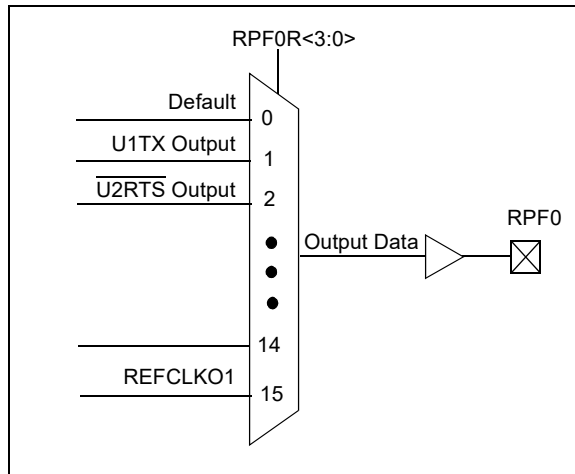 RPF0R<3:0>
Default 0
U1TX Output 1
U2RTS Output 2
Output Data
RPF0
14
REFCLKO1 15